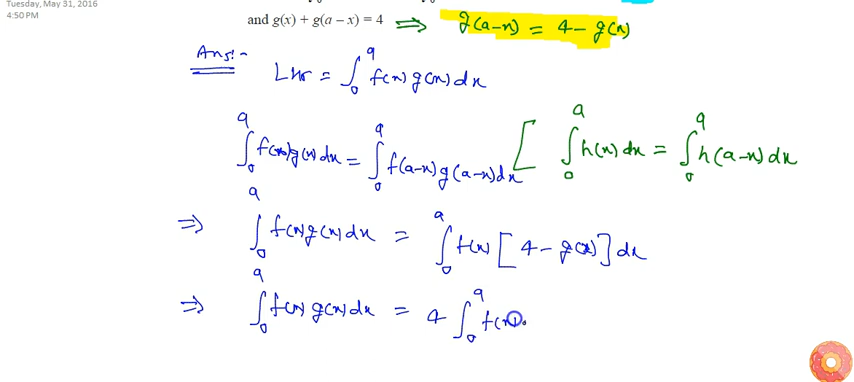 Tuesday, May 31, 2016
4:50 PM
and g(x) + g(a – x) = 4 ⇒ g(a-x) = 4 - g(x)
Ans:-
LHS = ∫₀ᵃ f(x) g(x) dx
∫₀ᵃ f(x) g(x) dx = ∫₀ᵃ f(a-x) g(a-x) dx [ ∫₀ᵃ h(x) dx = ∫₀ᵃ h(a-x) dx
⇒ ∫₀ᵃ f(x) g(x) dx = ∫₀ᵃ f(x) [4 - g(x)] dx
⇒ ∫₀ᵃ f(x) g(x) dx = 4 ∫₀ᵃ f(x)